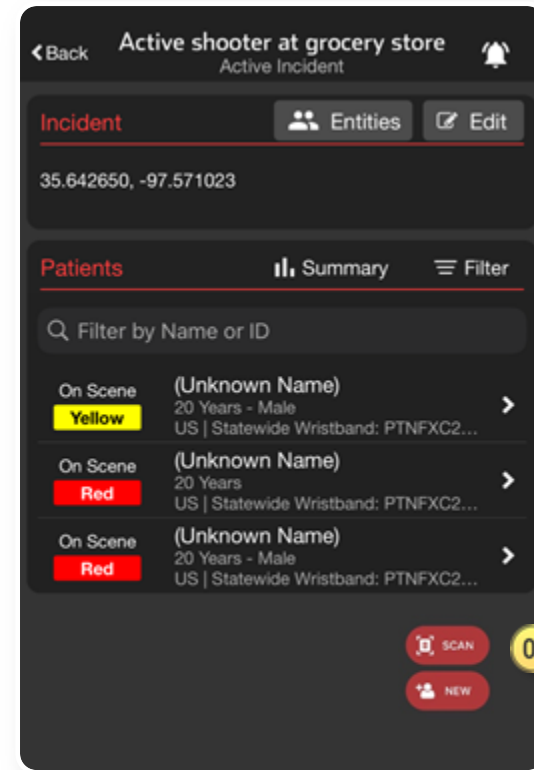 Back
Active shooter at grocery store
Active Incident
Incident
Entities
Edit
35.642650, -97.571023
Patients
Summary
Filter
Filter by Name or ID
On Scene
Yellow
(Unknown Name)
20 Years - Male
US | Statewide Wristband: PTNFXC2...
On Scene
Red
(Unknown Name)
20 Years
US | Statewide Wristband: PTNFXC2...
On Scene
Red
(Unknown Name)
20 Years - Male
US | Statewide Wristband: PTNFXC2...
SCAN
NEW